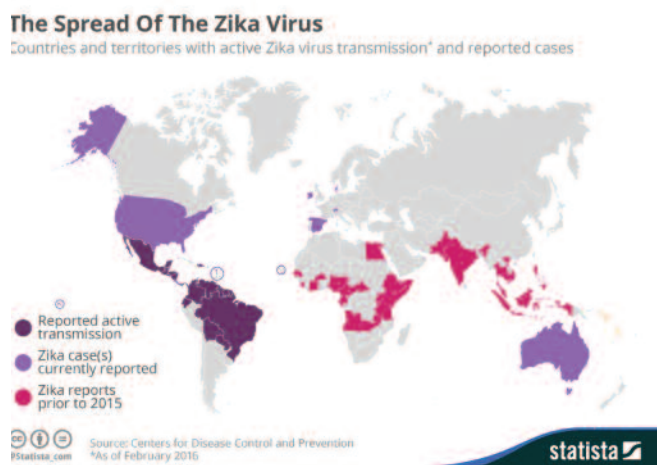 The Spread Of The Zika Virus
Countries and territories with active Zika virus transmission* and reported cases
Reported active
transmission
Zika case(s)
currently reported
Zika reports
prior to 2015
Source: Centers for Disease Control and Prevention
*As of February 2016
@Statista_com
statista